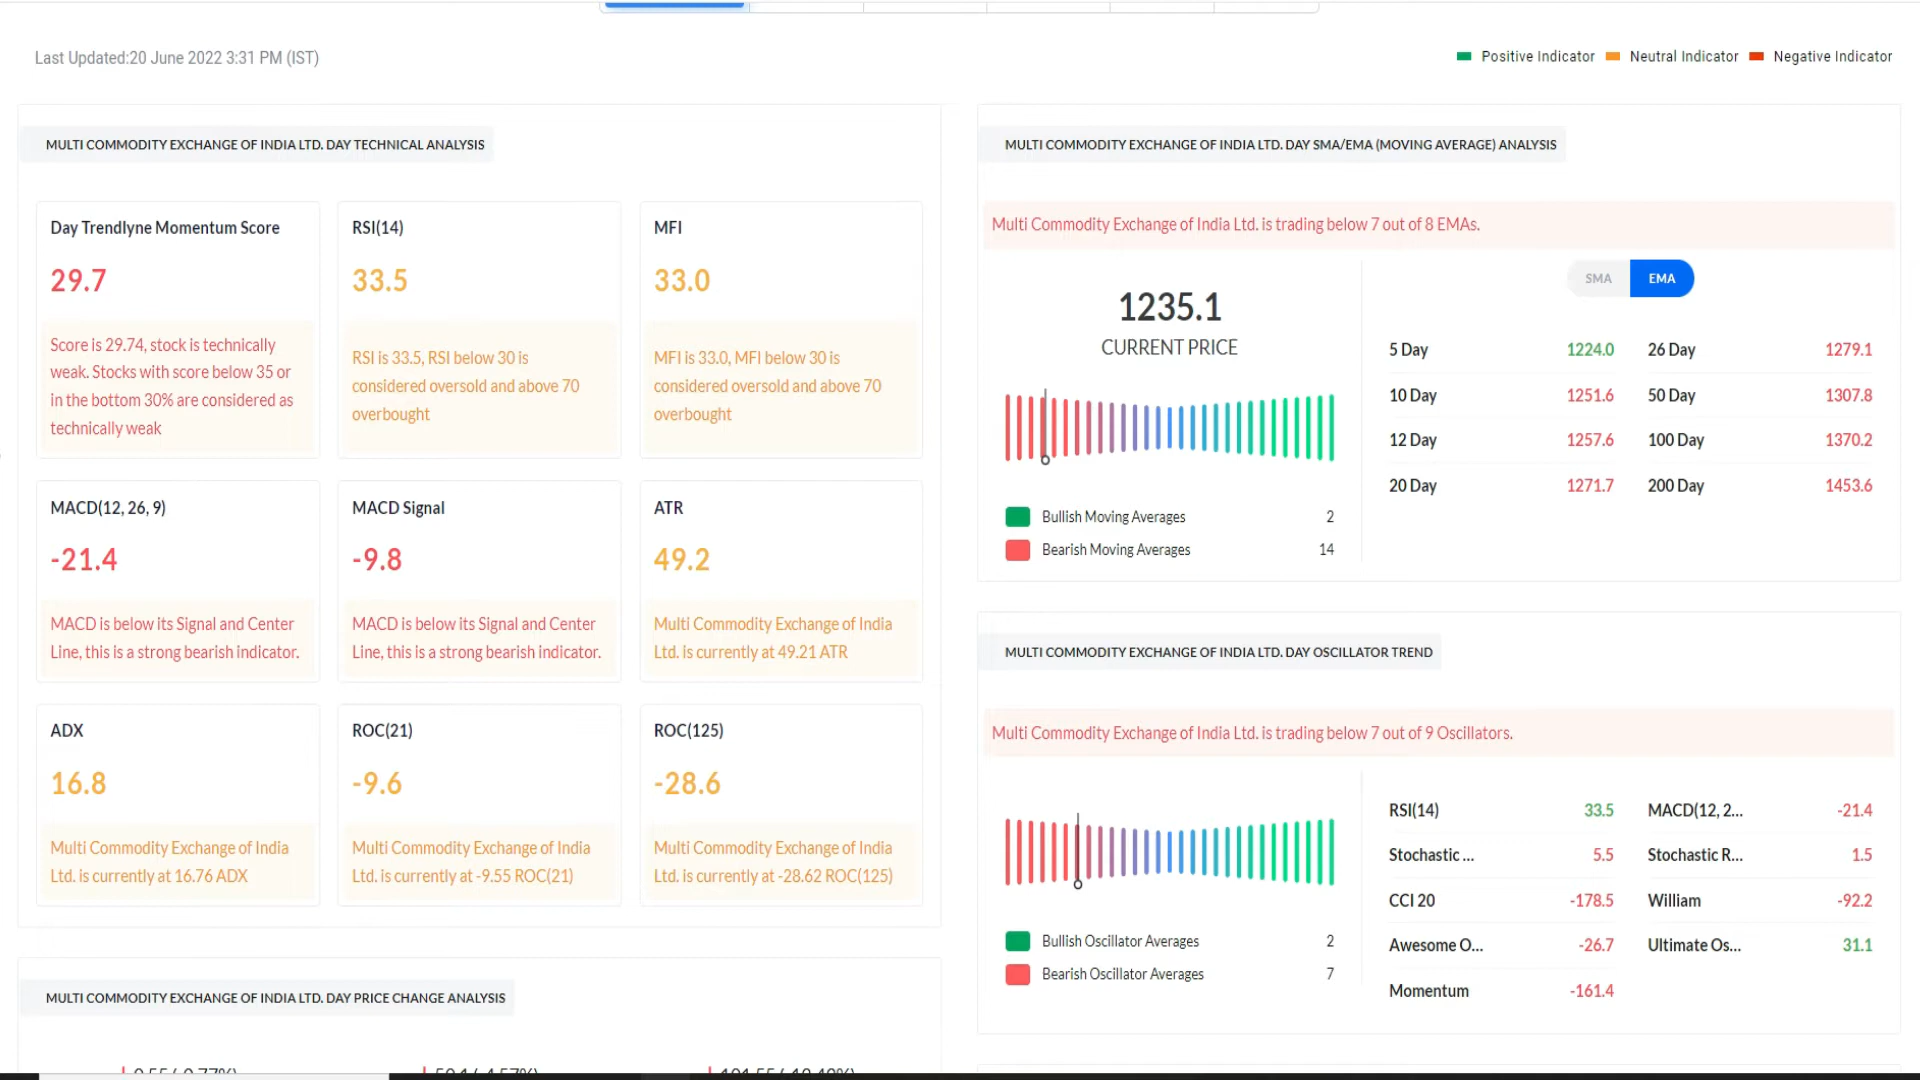 Last Updated:20 June 2022 3:31 PM (IST)
Positive Indicator Neutral Indicator Negative Indicator
MULTI COMMODITY EXCHANGE OF INDIA LTD. DAY TECHNICAL ANALYSIS
Day Trendlyne Momentum Score
29.7
Score is 29.74, stock is technically
weak. Stocks with score below 35 or
in the bottom 30% are considered as
technically weak
RSI(14)
33.5
RSI is 33.5, RSI below 30 is
considered oversold and above 70
overbought
MFI
33.0
MFI is 33.0, MFI below 30 is
considered oversold and above 70
overbought
MACD(12, 26, 9)
-21.4
MACD is below its Signal and Center
Line, this is a strong bearish indicator.
MACD Signal
-9.8
MACD is below its Signal and Center
Line, this is a strong bearish indicator.
ATR
49.2
Multi Commodity Exchange of India
Ltd. is currently at 49.21 ATR
ADX
16.8
Multi Commodity Exchange of India
Ltd. is currently at 16.76 ADX
ROC(21)
-9.6
Multi Commodity Exchange of India
Ltd. is currently at -9.55 ROC(21)
ROC(125)
-28.6
Multi Commodity Exchange of India
Ltd. is currently at -28.62 ROC(125)
MULTI COMMODITY EXCHANGE OF INDIA LTD. DAY PRICE CHANGE ANALYSIS
MULTI COMMODITY EXCHANGE OF INDIA LTD. DAY SMA/EMA (MOVING AVERAGE) ANALYSIS
Multi Commodity Exchange of India Ltd. is trading below 7 out of 8 EMAs.
1235.1
CURRENT PRICE
Bullish Moving Averages 2
Bearish Moving Averages 14
SMA EMA
5 Day 1224.0 26 Day 1279.1
10 Day 1251.6 50 Day 1307.8
12 Day 1257.6 100 Day 1370.2
20 Day 1271.7 200 Day 1453.6
MULTI COMMODITY EXCHANGE OF INDIA LTD. DAY OSCILLATOR TREND
Multi Commodity Exchange of India Ltd. is trading below 7 out of 9 Oscillators.
Bullish Oscillator Averages 2
Bearish Oscillator Averages 7
RSI(14) 33.5 MACD(12, 2... -21.4
Stochastic ... 5.5 Stochastic R... 1.5
CCI 20 -178.5 William -92.2
Awesome O... -26.7 Ultimate Os... 31.1
Momentum -161.4